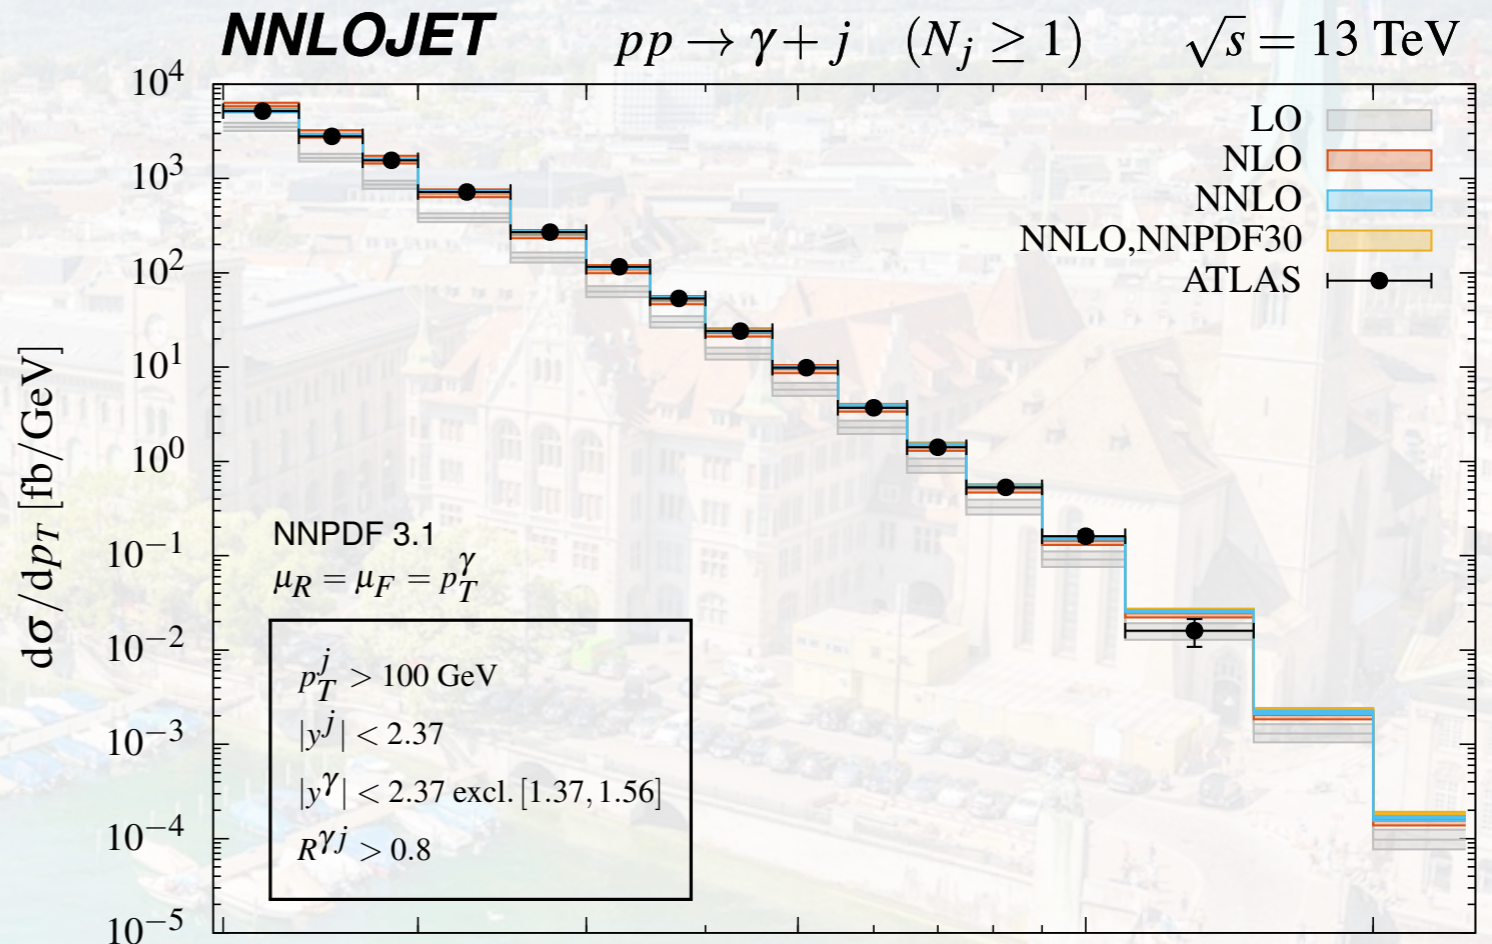 NNLOJET pp → γ + j (N_j ≥ 1) √s = 13 TeV
LO
NLO
NNLO
NNLO,NNPDF30
ATLAS
dσ/dp_T [fb/GeV]
10^4
10^3
10^2
10^1
10^0
10^−1
10^−2
10^−3
10^−4
10^−5
NNPDF 3.1
μ_R = μ_F = p_T^γ
p_T^j > 100 GeV
|y^j| < 2.37
|y^γ| < 2.37 excl. [1.37, 1.56]
R^γj > 0.8